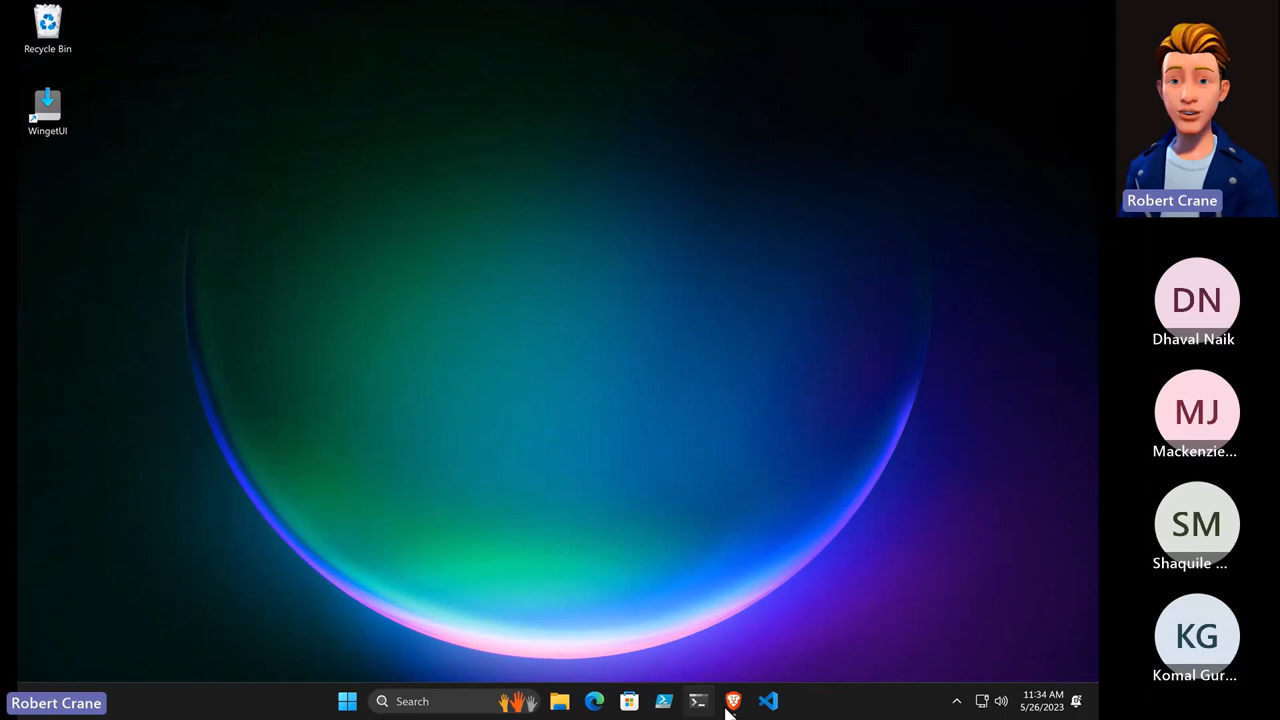 Recycle Bin
WingetUI
Robert Crane
DN
Dhaval Naik
MJ
Mackenzie...
SM
Shaquile ...
KG
Komal Gur...
Robert Crane
Search
11:34 AM
5/26/2023